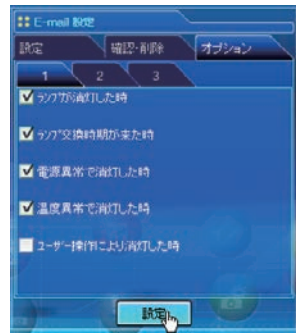 E-mail 設定
設定 確認・削除 オプション
1 2 3
ランプが消灯した時
ランプ交換時期が来た時
電源異常で消灯した時
温度異常で消灯した時
ユーザー操作により消灯した時
設定